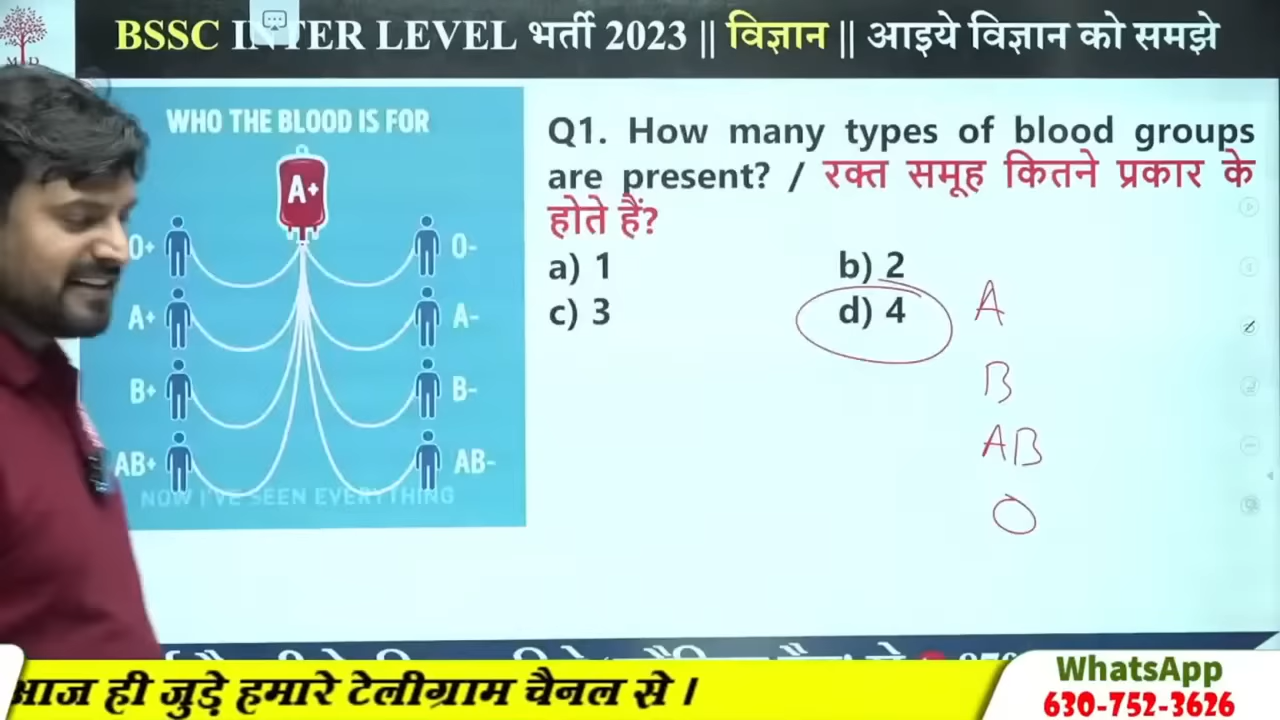 BSSC INTER LEVEL भर्ती 2023 || विज्ञान || आइये विज्ञान को समझे
WHO THE BLOOD IS FOR
A+
O+
O-
A+
A-
B+
B-
AB+
AB-
NOW I'VE SEEN EVERYTHING
Q1. How many types of blood groups
are present? / रक्त समूह कितने प्रकार के
होते हैं?
a) 1
b) 2
c) 3
d) 4
A
B
AB
O
आज ही जुड़े हमारे टेलीग्राम चैनल से ।
WhatsApp
630-752-3626